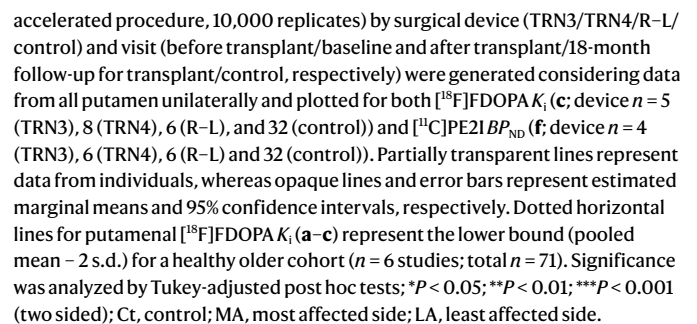 accelerated procedure, 10,000 replicates) by surgical device (TRN3/TRN4/R–L/
control) and visit (before transplant/baseline and after transplant/18-month
follow-up for transplant/control, respectively) were generated considering data
from all putamen unilaterally and plotted for both [¹⁸F]FDOPA Kᵢ (c; device n = 5
(TRN3), 8 (TRN4), 6 (R–L), and 32 (control)) and [¹¹C]PE2I BP_ND (f; device n = 4
(TRN3), 6 (TRN4), 6 (R–L) and 32 (control)). Partially transparent lines represent
data from individuals, whereas opaque lines and error bars represent estimated
marginal means and 95% confidence intervals, respectively. Dotted horizontal
lines for putamenal [¹⁸F]FDOPA Kᵢ (a–c) represent the lower bound (pooled
mean − 2 s.d.) for a healthy older cohort (n = 6 studies; total n = 71). Significance
was analyzed by Tukey-adjusted post hoc tests; *P < 0.05; **P < 0.01; ***P < 0.001
(two sided); Ct, control; MA, most affected side; LA, least affected side.